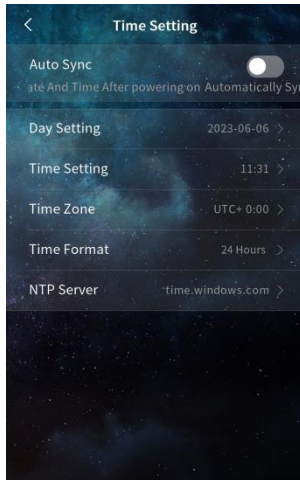 Time Setting
Auto Sync
ate And Time After powering on Automatically Sy
Day Setting 2023-06-06
Time Setting 11:31
Time Zone UTC+ 0:00
Time Format 24 Hours
NTP Server time.windows.com